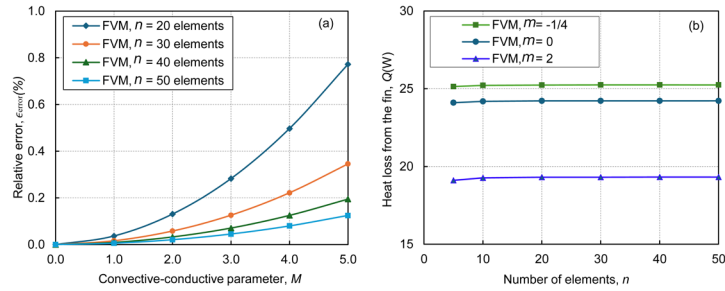 (a)
FVM, n = 20 elements
FVM, n = 30 elements
FVM, n = 40 elements
FVM, n = 50 elements
Relative error, ϵerror(%)
1.0
0.8
0.6
0.4
0.2
0.0
0.0 1.0 2.0 3.0 4.0 5.0
Convective-conductive parameter, M
(b)
FVM, m = -1/4
FVM, m = 0
FVM, m = 2
Heat loss from the fin, Q(W)
30
25
20
15
0 10 20 30 40 50
Number of elements, n